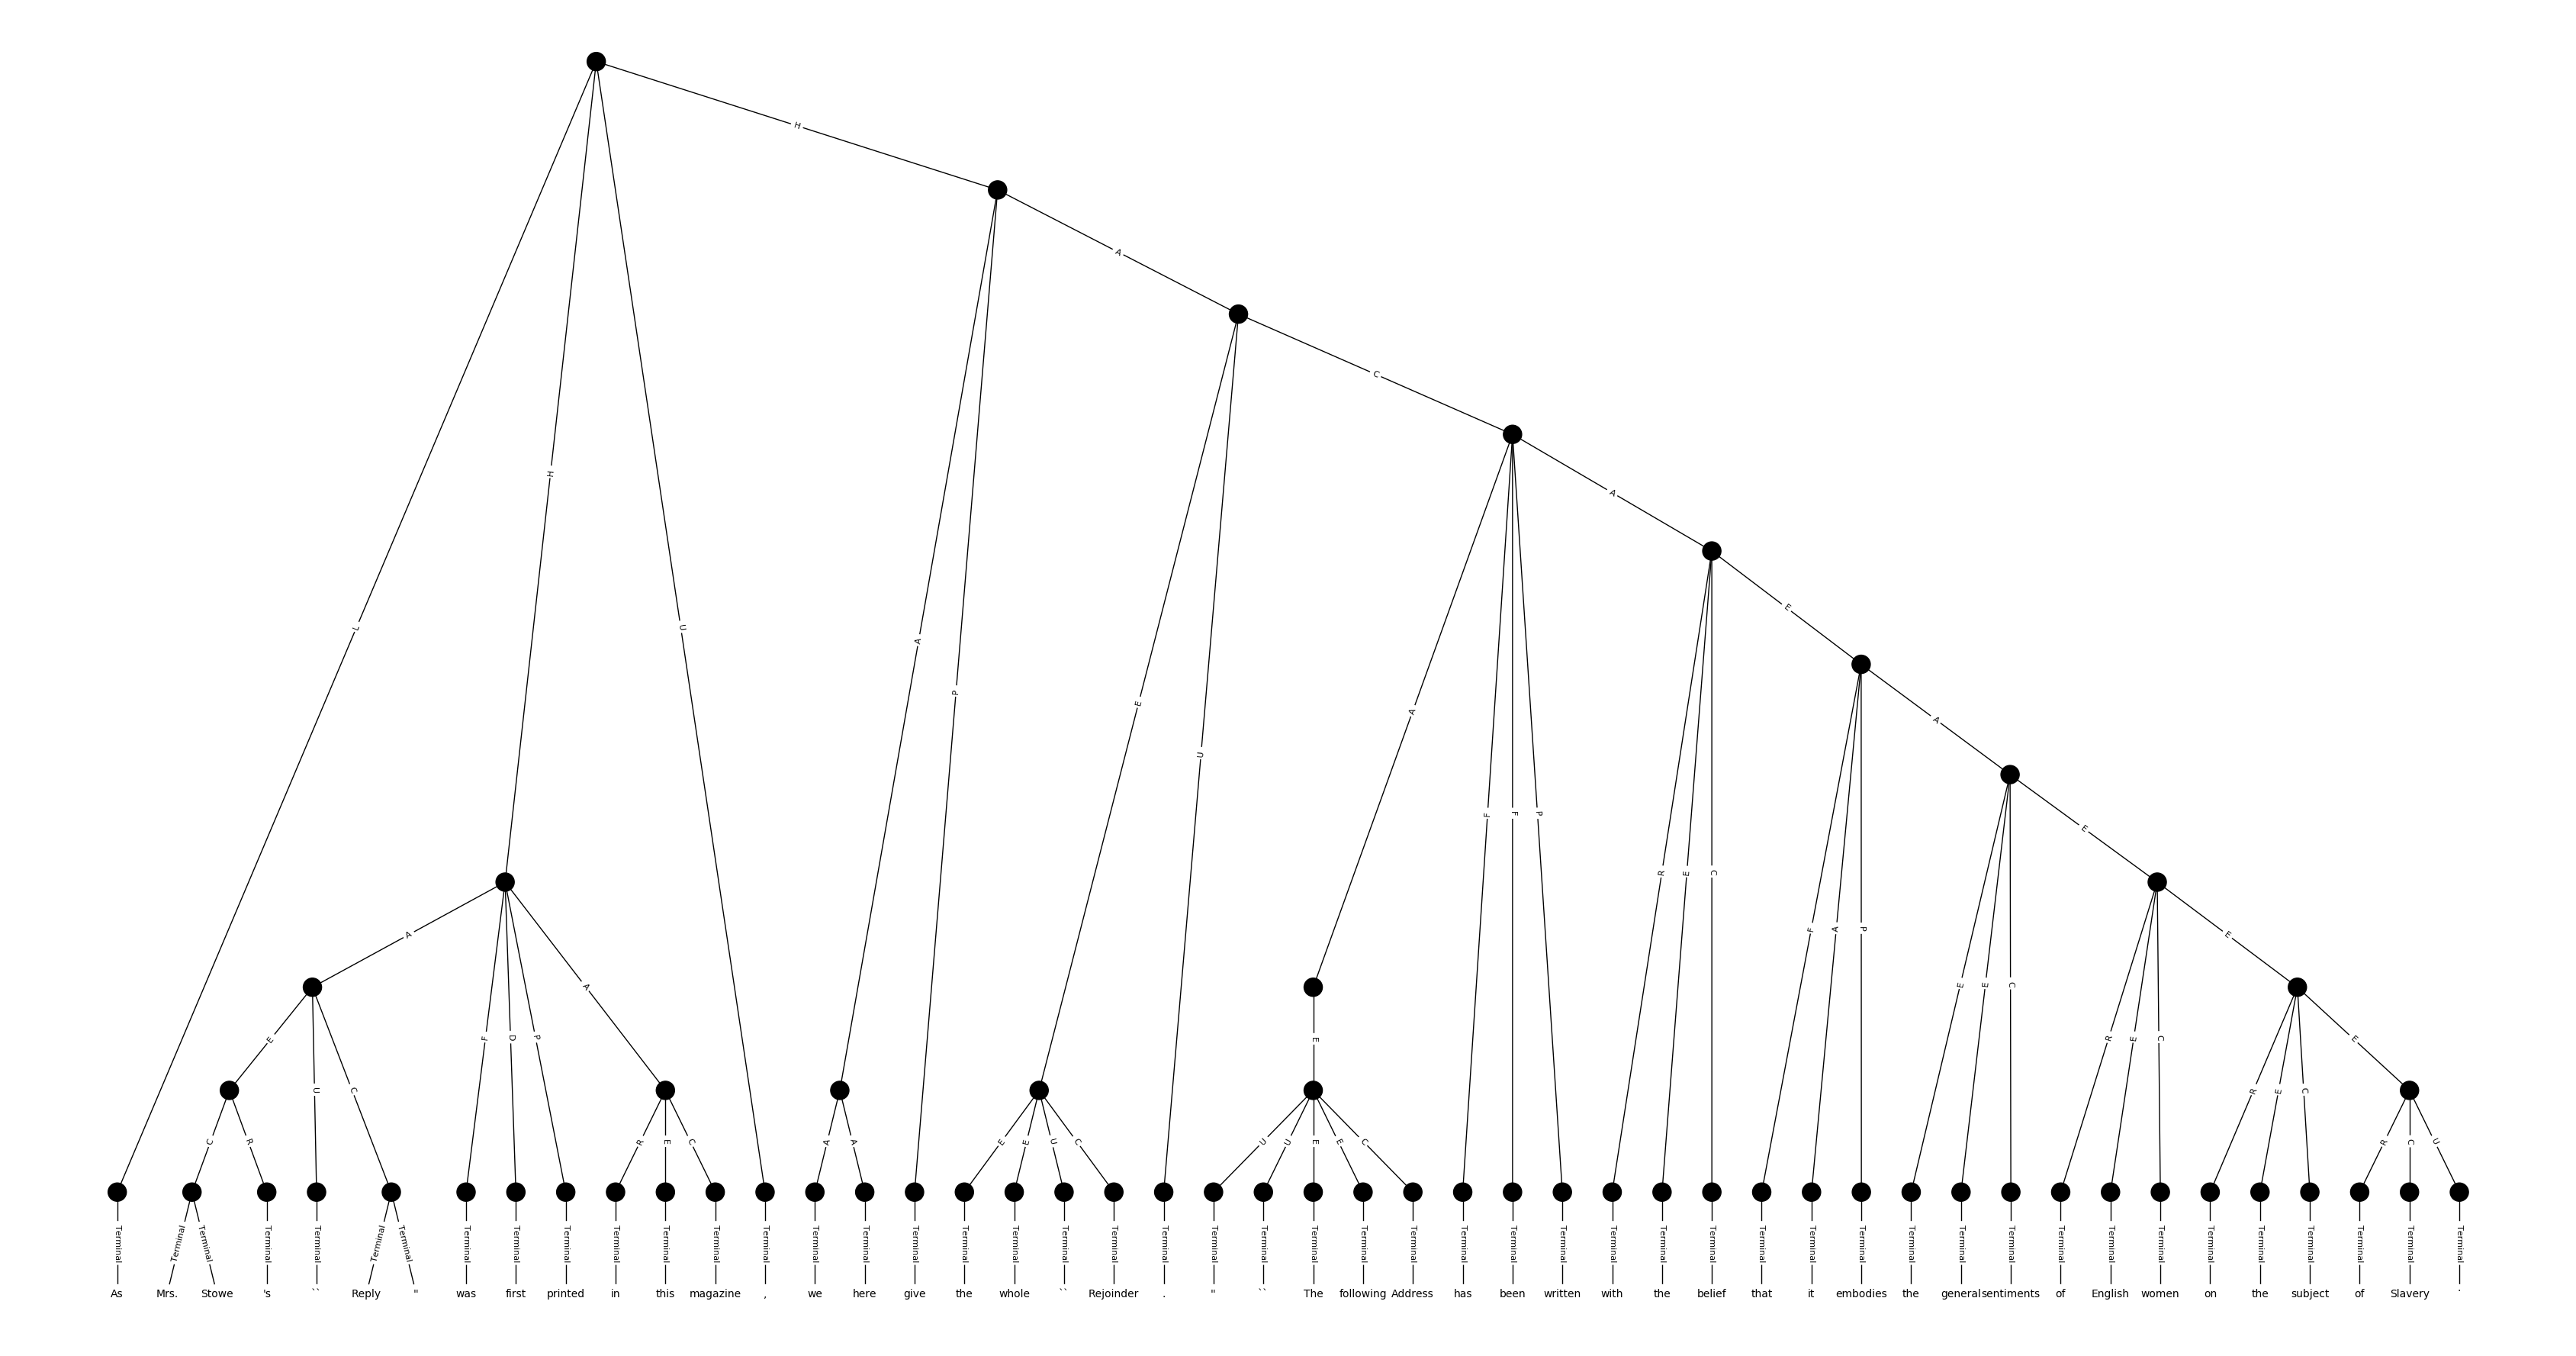 H
A
C
H
A
E
L
U
A
A
P
E
U
A
F
F
P
R
E
C
E
F
A
P
A
E
E
C
E
R
E
C
E
E
U
C
F
D
P
A
E
R
E
C
E
C
R
R
E
C
A
A
E
E
U
C
U
U
E
E
C
R
C
U
Terminal Terminal Terminal Terminal Terminal Terminal Terminal Terminal Terminal Terminal Terminal Terminal Terminal Terminal Terminal Terminal Terminal Terminal Terminal Terminal Terminal Terminal Terminal Terminal Terminal Terminal Terminal Terminal Terminal Terminal Terminal Terminal Terminal Terminal Terminal Terminal Terminal Terminal Terminal Terminal Terminal Terminal Terminal Terminal Terminal Terminal Terminal Terminal
As Mrs. Stowe 's `` Reply " was first printed in this magazine , we here give the whole `` Rejoinder . " `` The following Address has been written with the belief that it embodies the general sentiments of English women on the subject of Slavery .